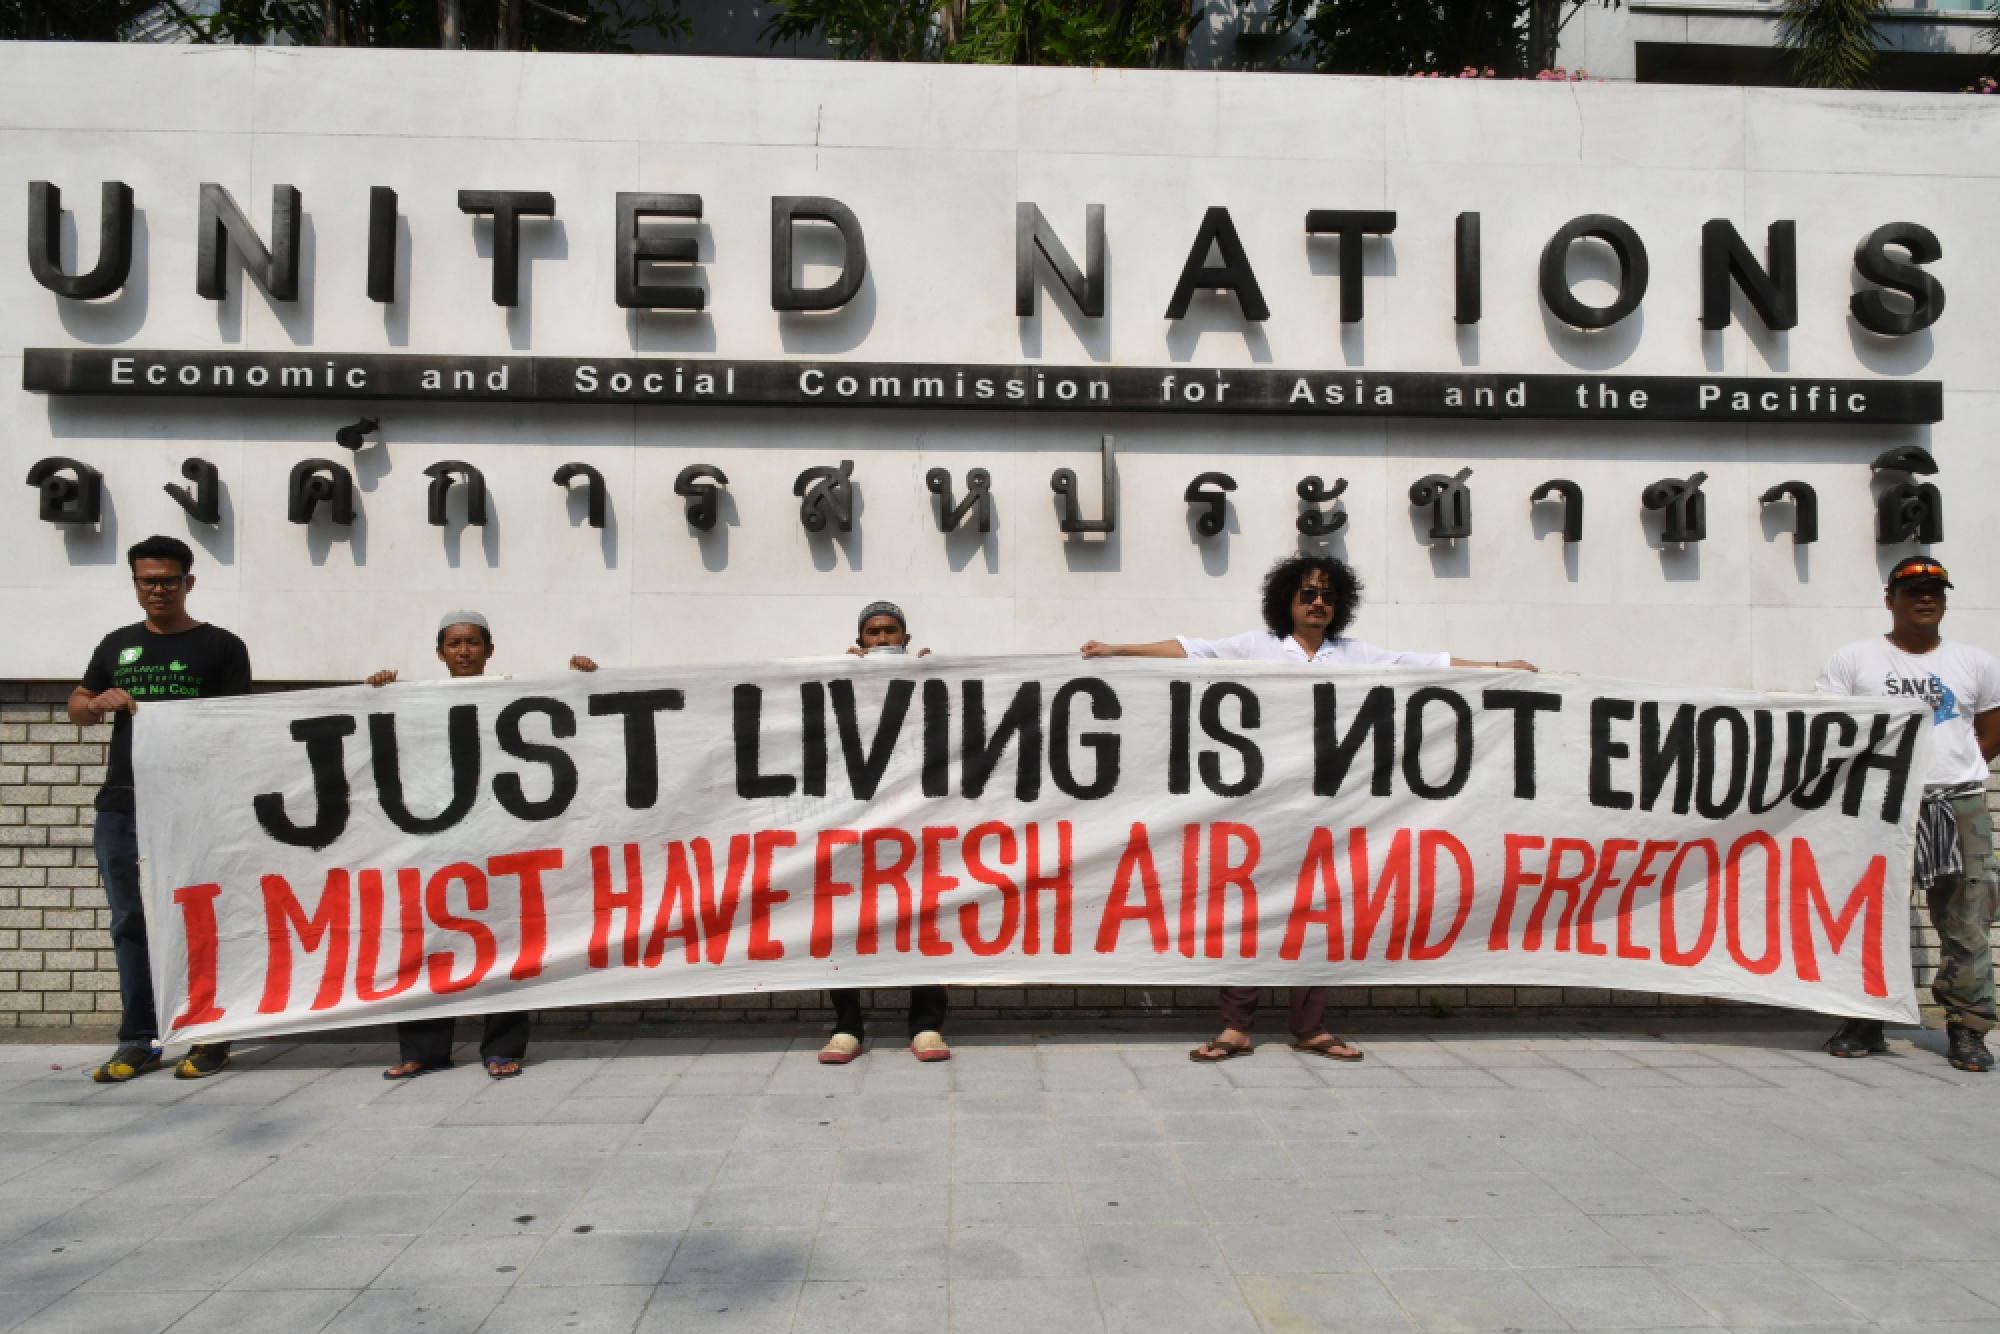 UNITED NATIONS
Economic and Social Commission for Asia and the Pacific
องค์การสหประชาชาติ
SAVE
JUST LIVING IS NOT ENOUGH
I MUST HAVE FRESH AIR AND FREEDOM